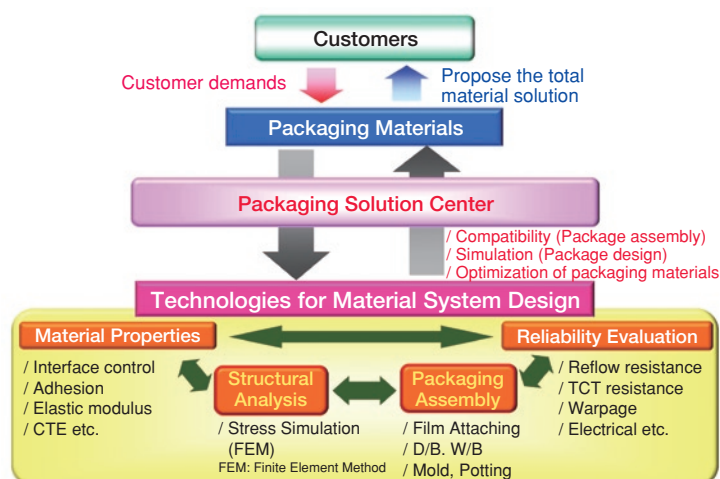 Customers
Customer demands
Propose the total
material solution
Packaging Materials
Packaging Solution Center
/ Compatibility (Package assembly)
/ Simulation (Package design)
/ Optimization of packaging materials
Technologies for Material System Design
Material Properties
Reliability Evaluation
/ Interface control
/ Adhesion
/ Elastic modulus
/ CTE etc.
Structural
Analysis
/ Stress Simulation
(FEM)
FEM: Finite Element Method
Packaging
Assembly
/ Film Attaching
/ D/B. W/B
/ Mold, Potting
/ Reflow resistance
/ TCT resistance
/ Warpage
/ Electrical etc.